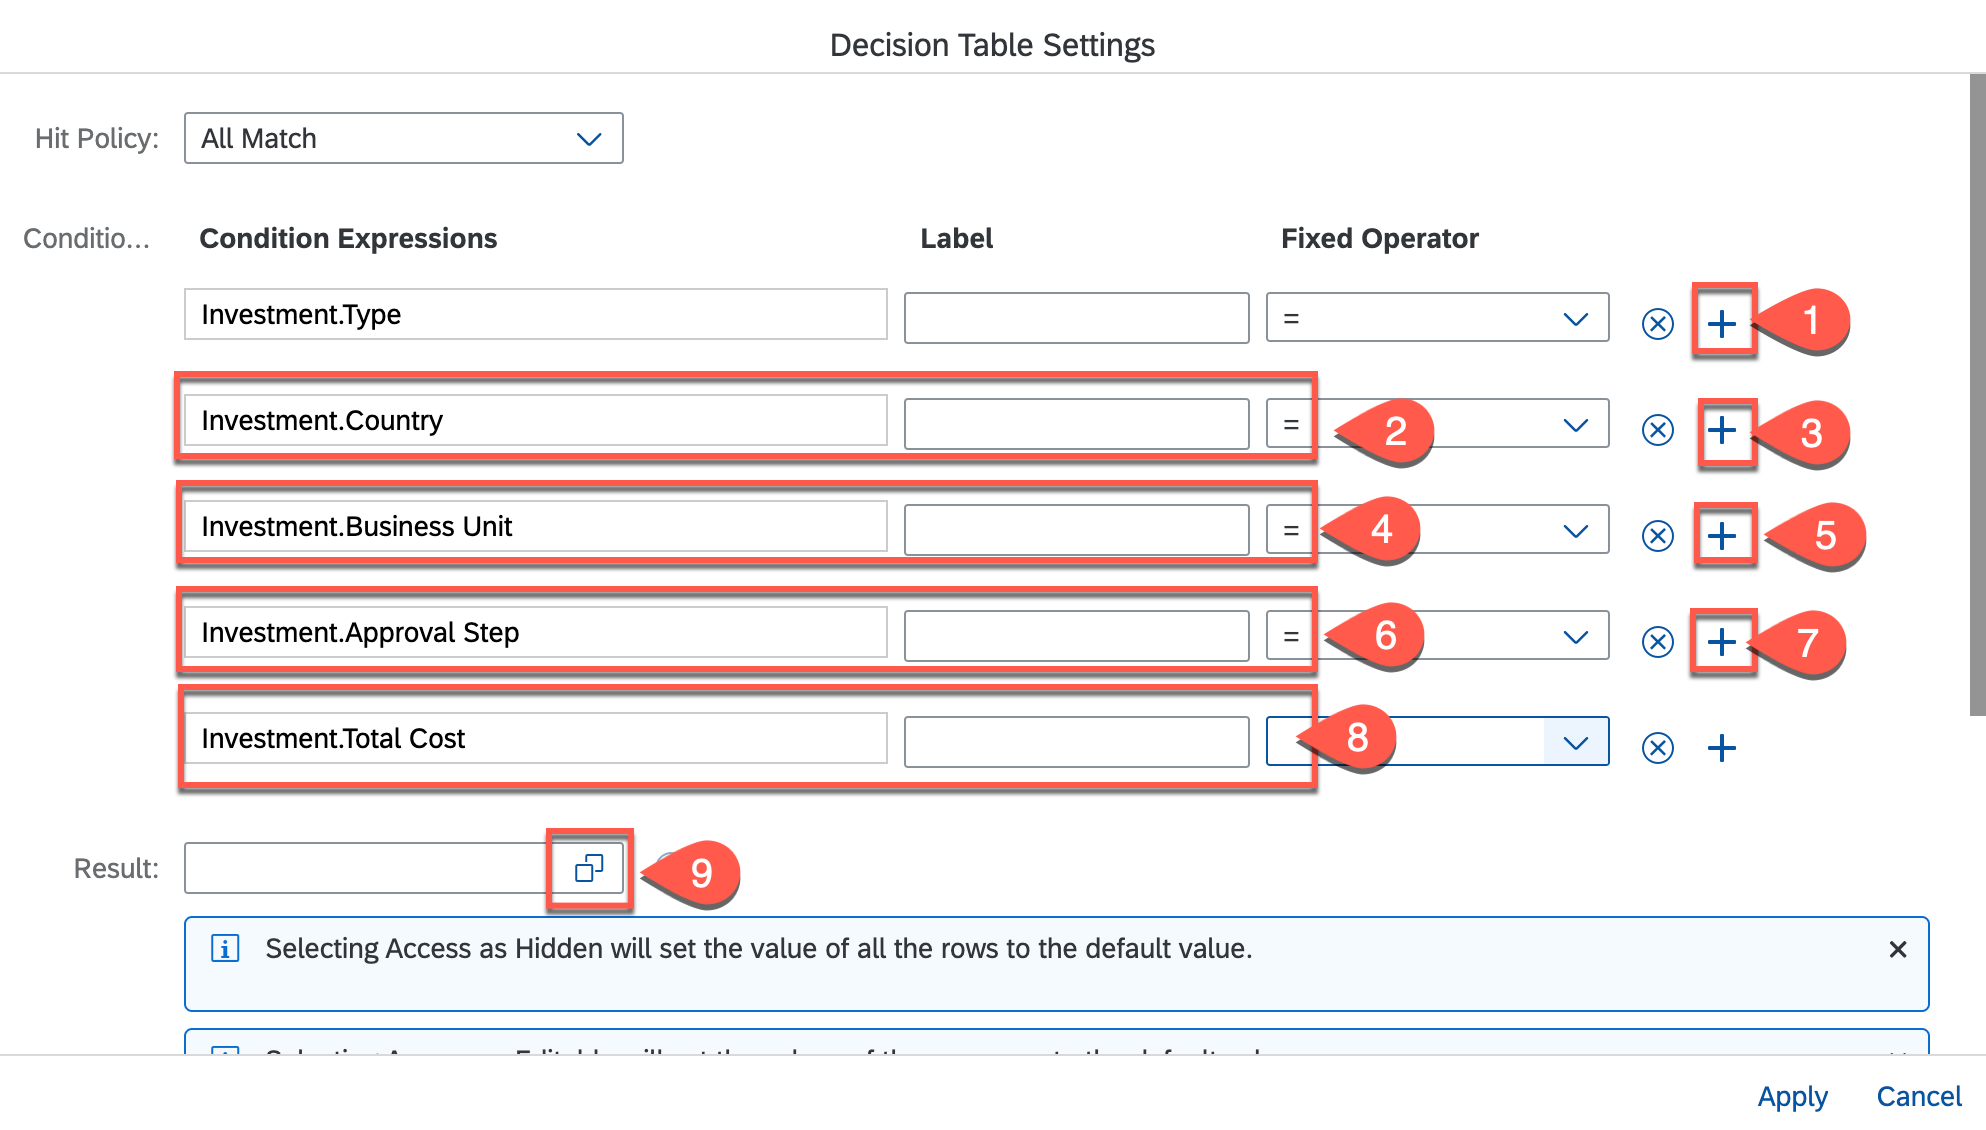 Decision Table Settings
Hit Policy: All Match
Conditio... Condition Expressions Label Fixed Operator
Investment.Type = 1
Investment.Country = 2 3
Investment.Business Unit = 4 5
Investment.Approval Step = 6 7
Investment.Total Cost 8
Result: 9
Selecting Access as Hidden will set the value of all the rows to the default value.
Apply Cancel